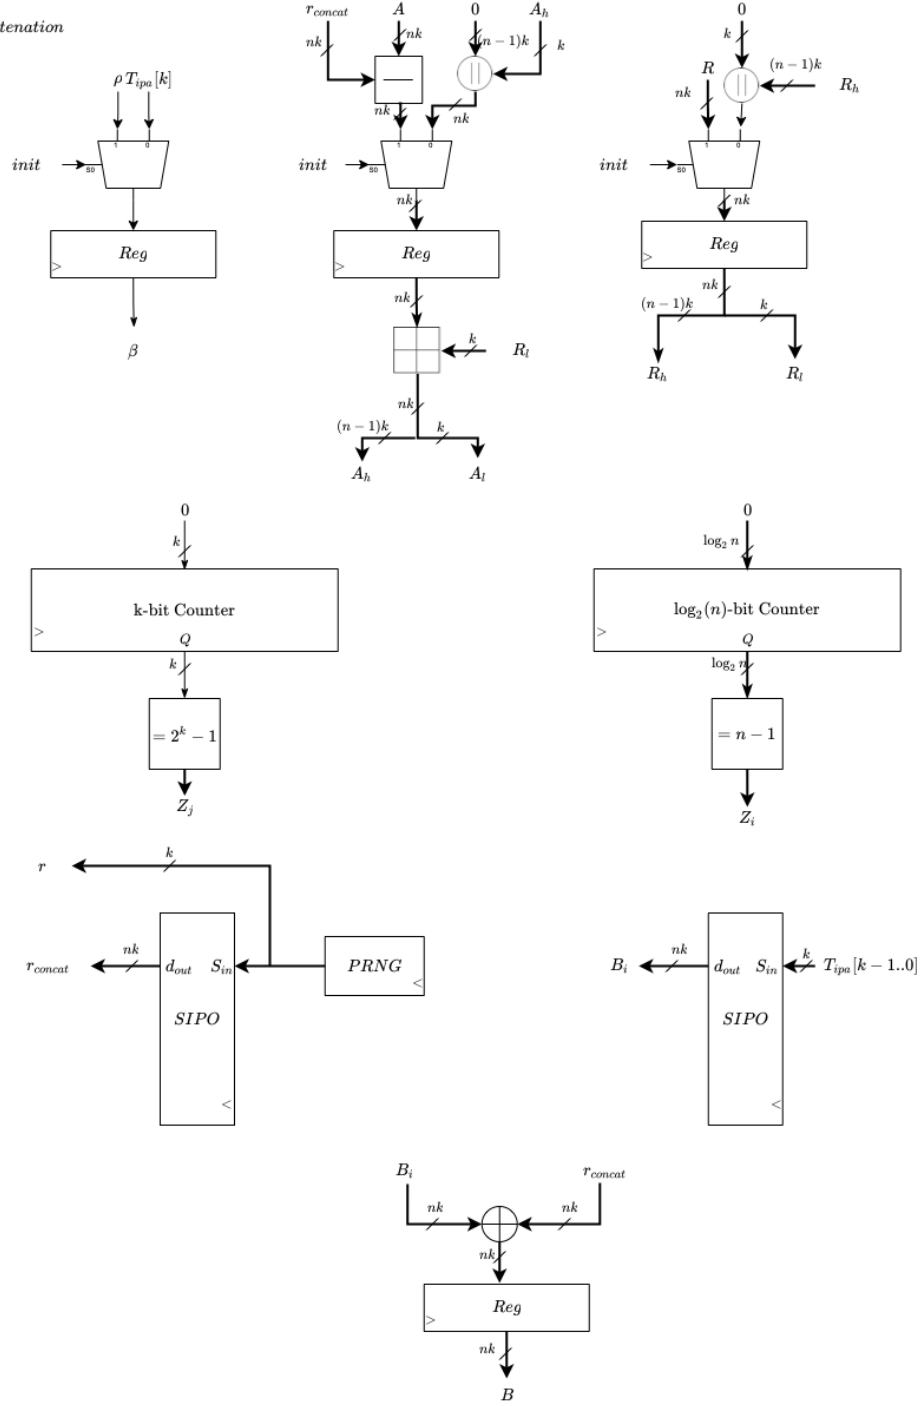 tenation
r_concat A 0 A_h 0
nk nk (n − 1)k k k
ρ T_ipa[k] R (n − 1)k R_h
|| ||
nk nk nk
1 0 1 0 1 0
init S0 init S0 init S0
nk nk
Reg Reg Reg
nk nk
(n − 1)k k
k R_l
β R_h R_l
nk
(n − 1)k k
A_h A_l
0 0
k log₂ n
k-bit Counter log₂(n)-bit Counter
Q Q
k log₂ n
= 2^k − 1 = n − 1
Z_j Z_i
k
r
nk nk k
r_concat d_out S_in PRNG B_i d_out S_in T_ipa[k − 1..0]
SIPO SIPO
B_i r_concat
nk nk
nk
Reg
nk
B